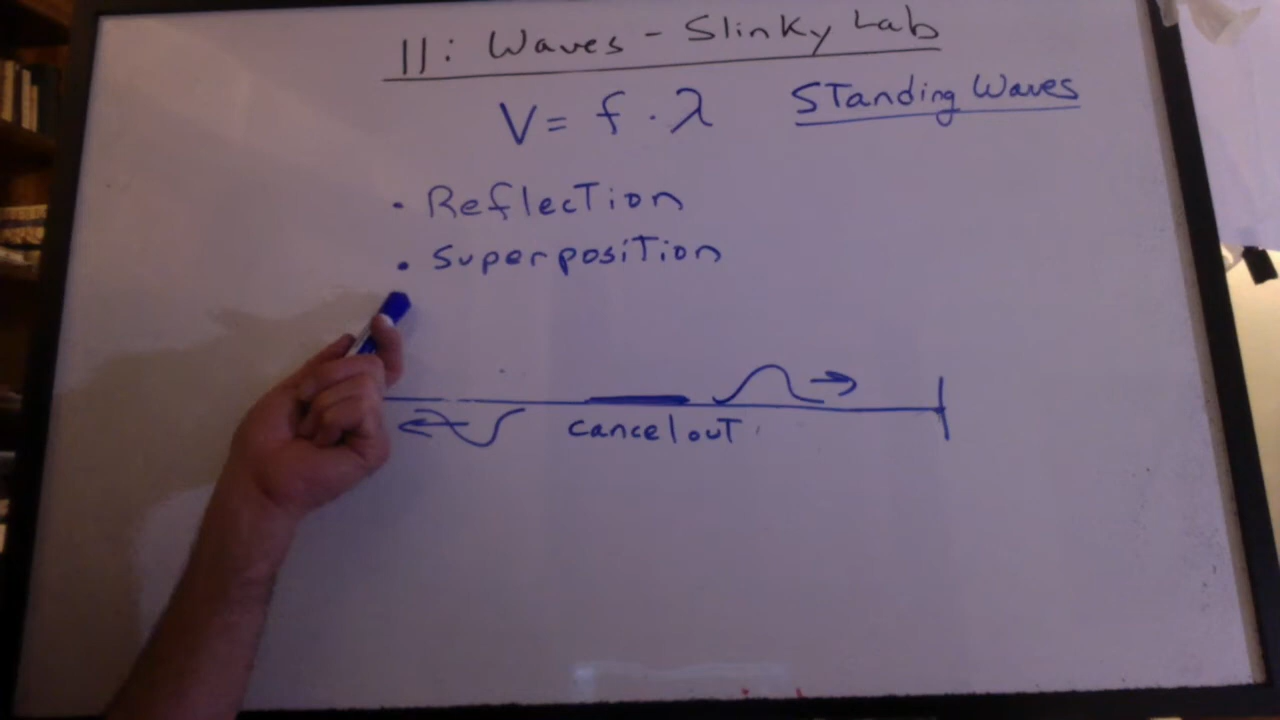 11: Waves - Slinky Lab
V = f · λ
Standing Waves
• Reflection
• Superposition
cancel out